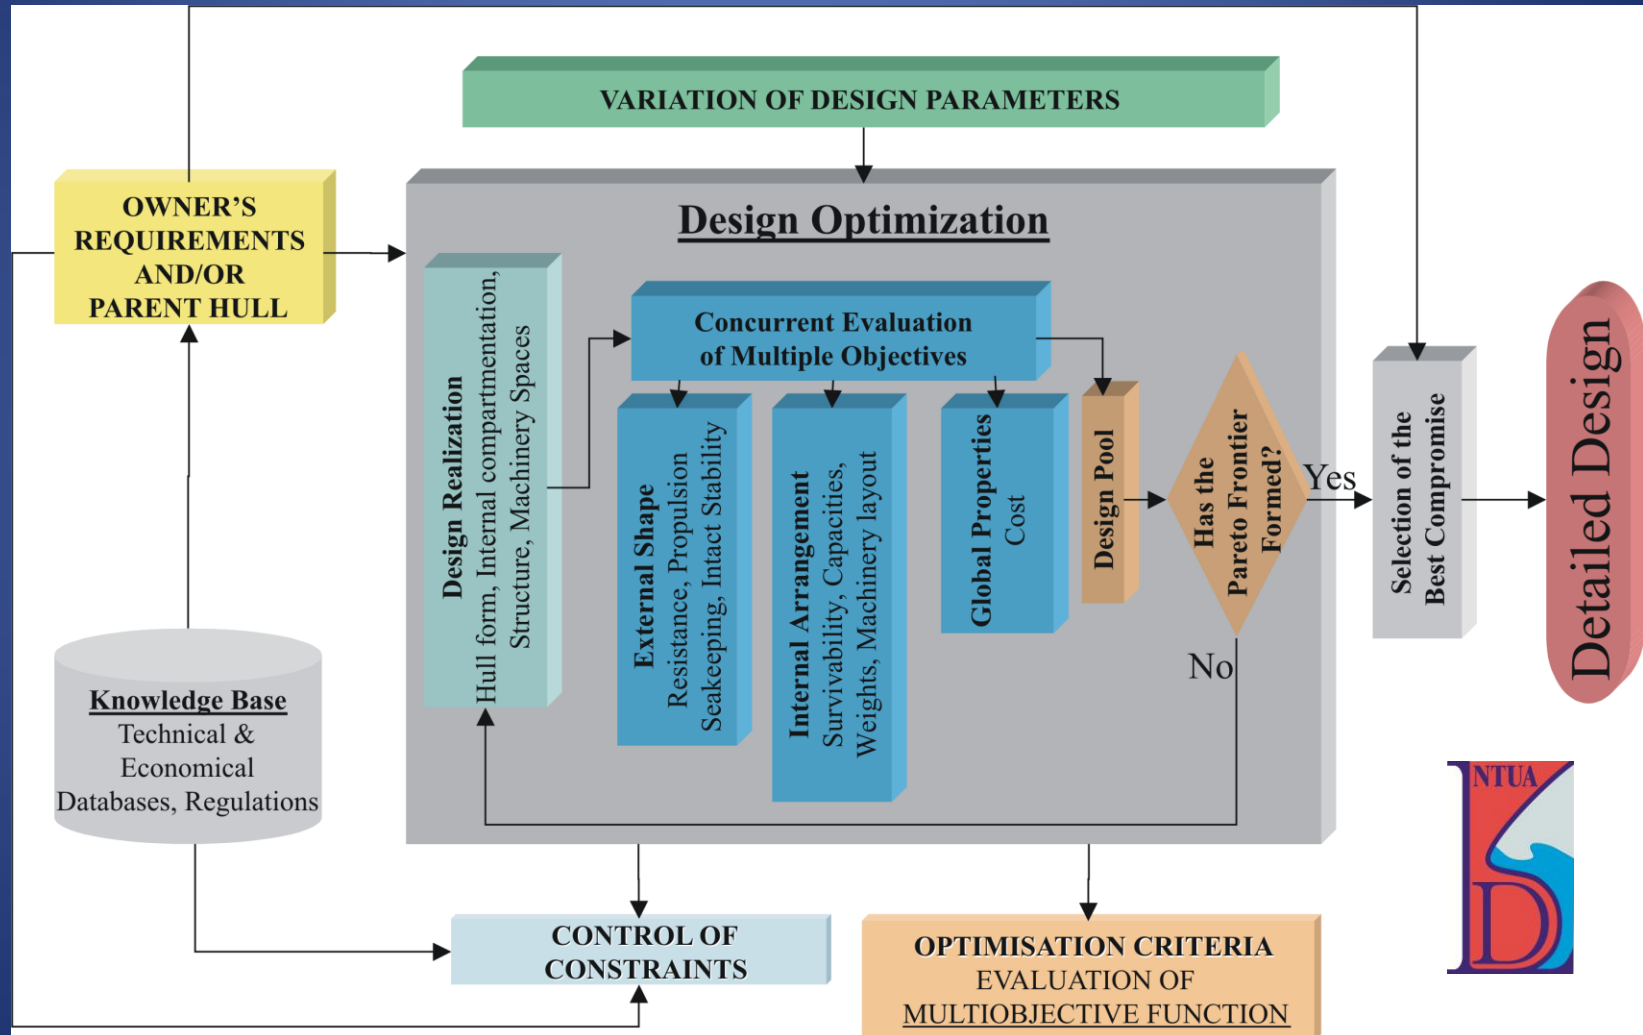 VARIATION OF DESIGN PARAMETERS
OWNER’S
REQUIREMENTS
AND/OR
PARENT HULL
Design Optimization
Design Realization
Hull form, Internal compartmentation,
Structure, Machinery Spaces
Concurrent Evaluation
of Multiple Objectives
External Shape
Resistance, Propulsion
Seakeeping, Intact Stability
Internal Arrangement
Survivability, Capacities,
Weights, Machinery layout
Global Properties
Cost
Design Pool
Has the
Pareto Frontier
Formed?
Yes
No
Selection of the
Best Compromise
Detailed Design
Knowledge Base
Technical &
Economical
Databases, Regulations
CONTROL OF
CONSTRAINTS
OPTIMISATION CRITERIA
EVALUATION OF
MULTIOBJECTIVE FUNCTION
NTUA
D